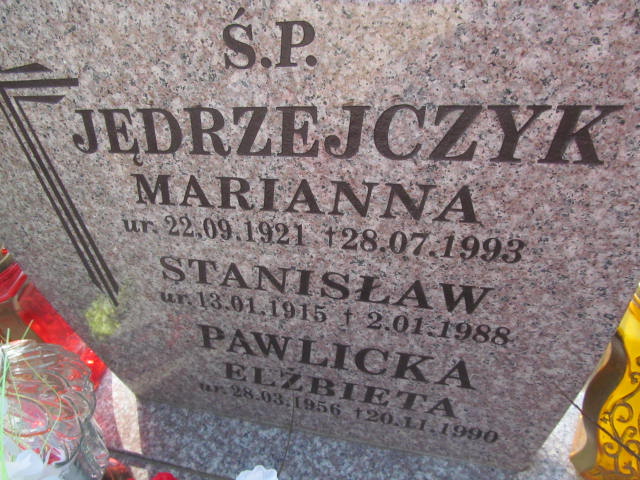 Ś.P.
JĘDRZEJCZYK
MARIANNA
ur. 22.09.1921 †28.07.1993
STANISŁAW
ur. 13.01.1915 † 2.01.1988
PAWLICKA
ELŻBIETA
ur. 28.03.1956 †20.11.1990